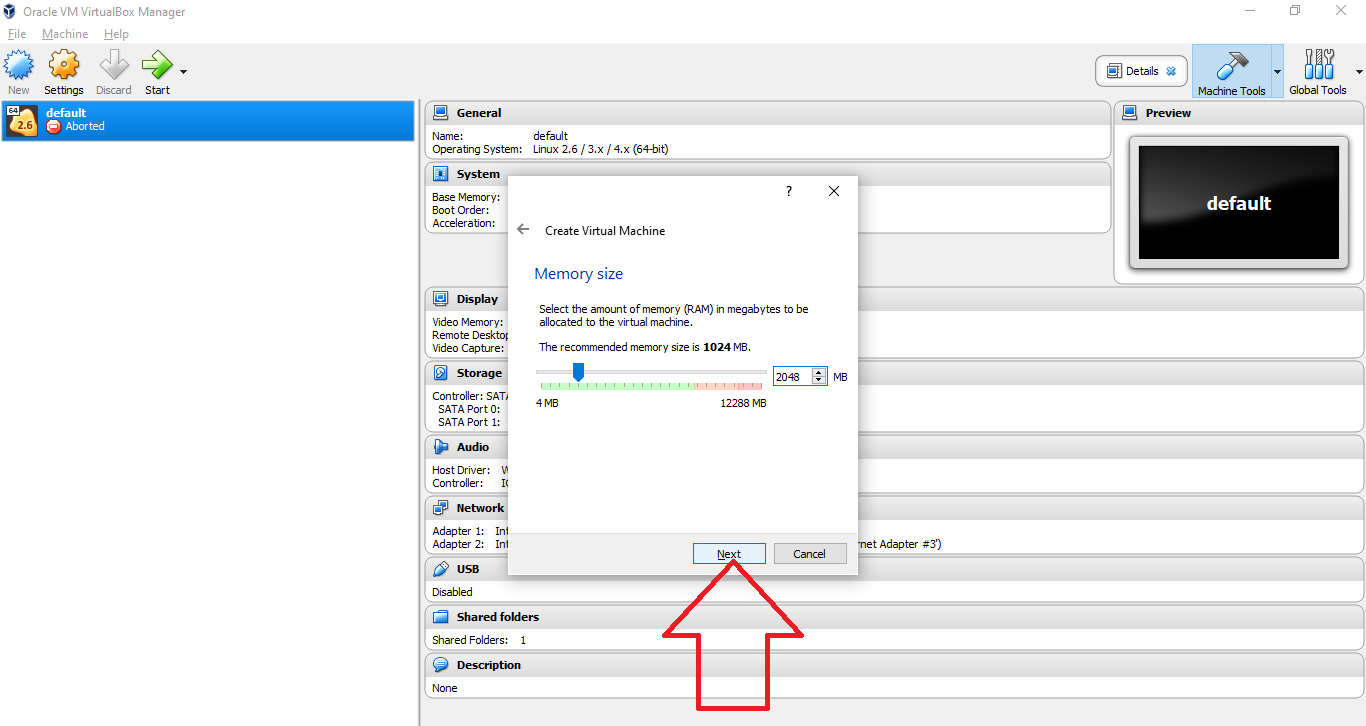 Oracle VM VirtualBox Manager
File Machine Help
New Settings Discard Start
Details Machine Tools Global Tools
64
2.6
default
Aborted
General
Name: default
Operating System: Linux 2.6 / 3.x / 4.x (64-bit)
Preview
default
System
Base Memory:
Boot Order:
Acceleration:
Display
Video Memory:
Remote Desktop
Video Capture:
Storage
Controller: SATA
SATA Port 0:
SATA Port 1:
Audio
Host Driver: W
Controller: IC
Network
Adapter 1: Int
Adapter 2: Int rnet Adapter #3')
USB
Disabled
Shared folders
Shared Folders: 1
Description
None
?
Create Virtual Machine
Memory size
Select the amount of memory (RAM) in megabytes to be
allocated to the virtual machine.
The recommended memory size is 1024 MB.
2048 MB
4 MB 12288 MB
Next Cancel